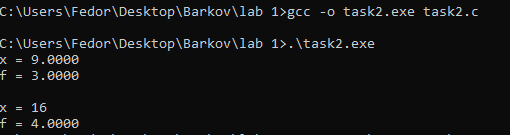 C:\Users\Fedor\Desktop\Barkov\lab 1>gcc -o task2.exe task2.c
C:\Users\Fedor\Desktop\Barkov\lab 1>.\task2.exe
x = 9.0000
f = 3.0000
x = 16
f = 4.0000